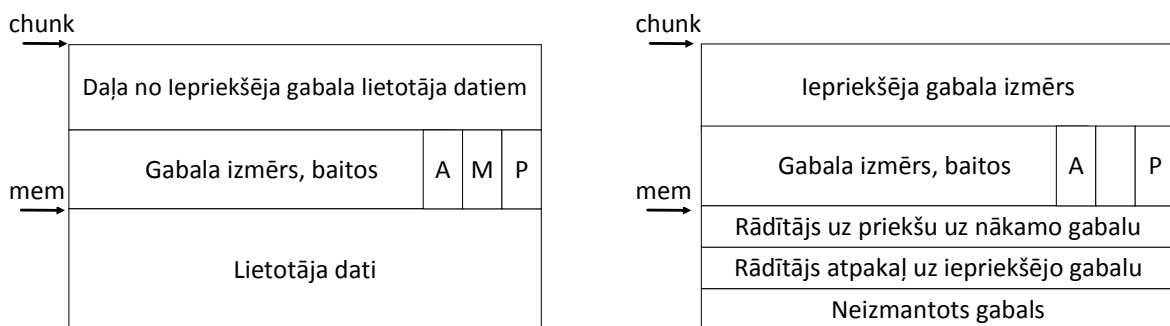 chunk
Daļa no Iepriekšēja gabala lietotāja datiem
Gabala izmērs, baitos A M P
mem
Lietotāja dati
chunk
Iepriekšēja gabala izmērs
Gabala izmērs, baitos A P
mem
Rādītājs uz priekšu uz nākamo gabalu
Rādītājs atpakaļ uz iepriekšējo gabalu
Neizmantots gabals